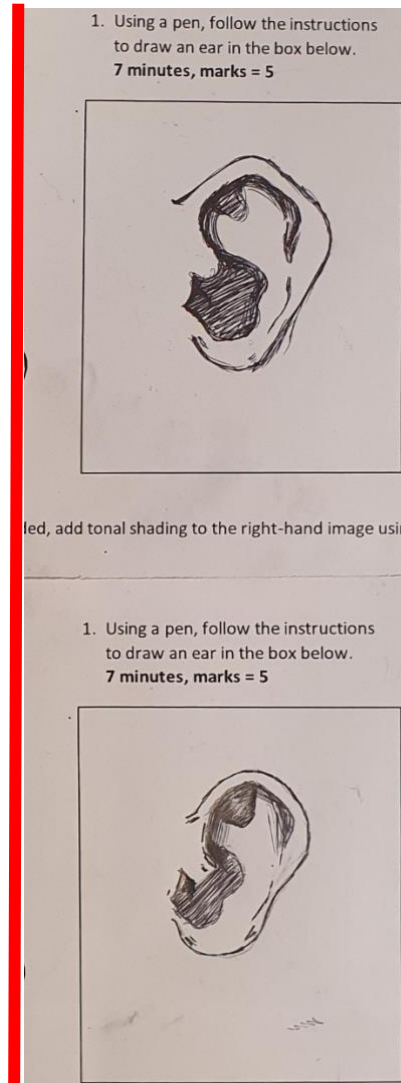 1. Using a pen, follow the instructions
to draw an ear in the box below.
7 minutes, marks = 5
led, add tonal shading to the right-hand image usi
1. Using a pen, follow the instructions
to draw an ear in the box below.
7 minutes, marks = 5